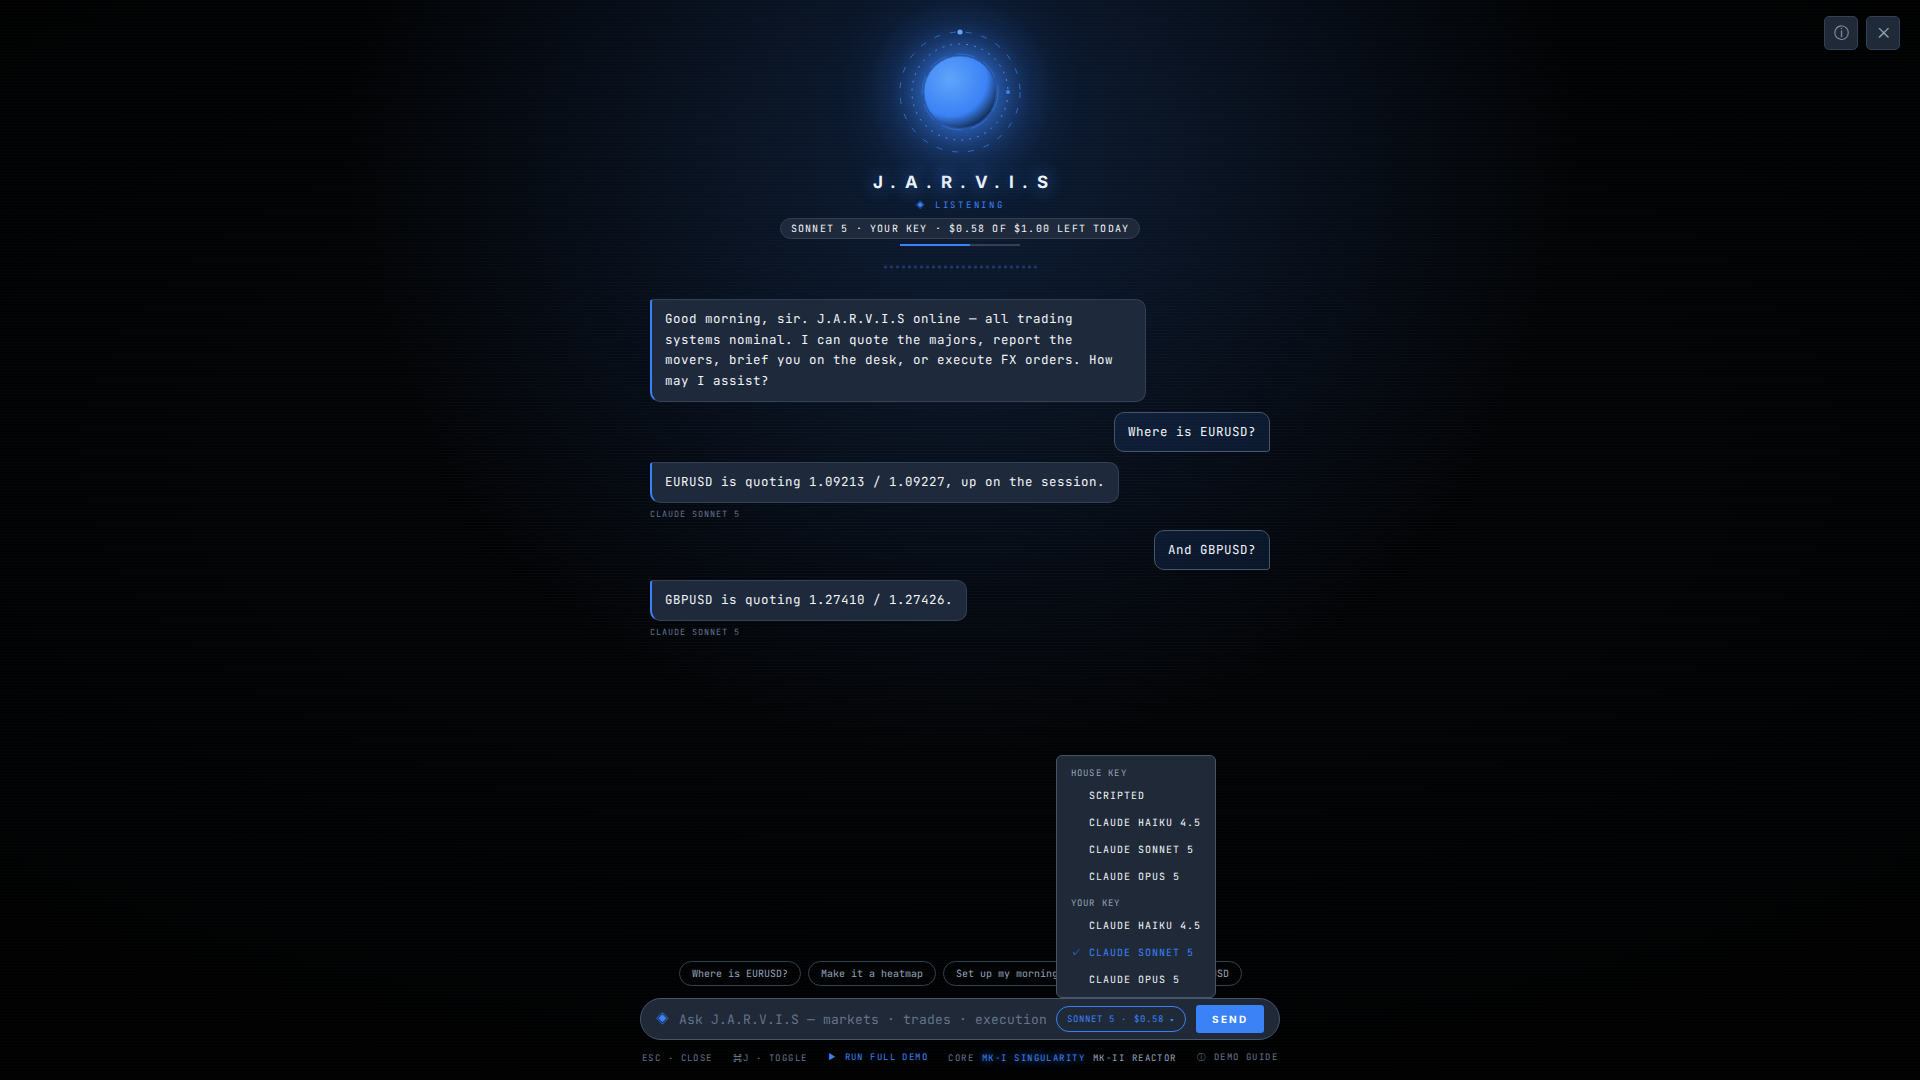 J.A.R.V.I.S
◈ LISTENING
SONNET 5 · YOUR KEY · $0.58 OF $1.00 LEFT TODAY
Good morning, sir. J.A.R.V.I.S online — all trading
systems nominal. I can quote the majors, report the
movers, brief you on the desk, or execute FX orders. How
may I assist?
Where is EURUSD?
EURUSD is quoting 1.09213 / 1.09227, up on the session.
CLAUDE SONNET 5
And GBPUSD?
GBPUSD is quoting 1.27410 / 1.27426.
CLAUDE SONNET 5
HOUSE KEY
SCRIPTED
CLAUDE HAIKU 4.5
CLAUDE SONNET 5
CLAUDE OPUS 5
YOUR KEY
CLAUDE HAIKU 4.5
✓ CLAUDE SONNET 5
CLAUDE OPUS 5
Where is EURUSD? Make it a heatmap Set up my morning
Ask J.A.R.V.I.S — markets · trades · execution SONNET 5 · $0.58 ▾ SEND
ESC · CLOSE ⌘J · TOGGLE ▶ RUN FULL DEMO CORE MK-I SINGULARITY MK-II REACTOR ⓘ DEMO GUIDE